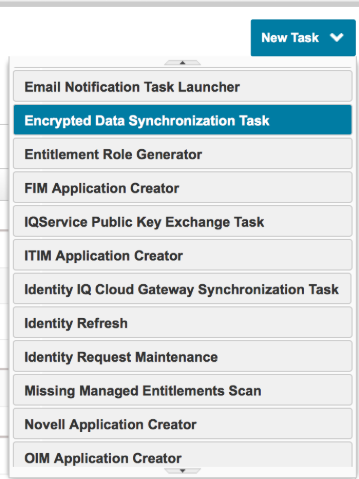 New Task
Email Notification Task Launcher
Encrypted Data Synchronization Task
Entitlement Role Generator
FIM Application Creator
IQService Public Key Exchange Task
ITIM Application Creator
Identity IQ Cloud Gateway Synchronization Task
Identity Refresh
Identity Request Maintenance
Missing Managed Entitlements Scan
Novell Application Creator
OIM Application Creator